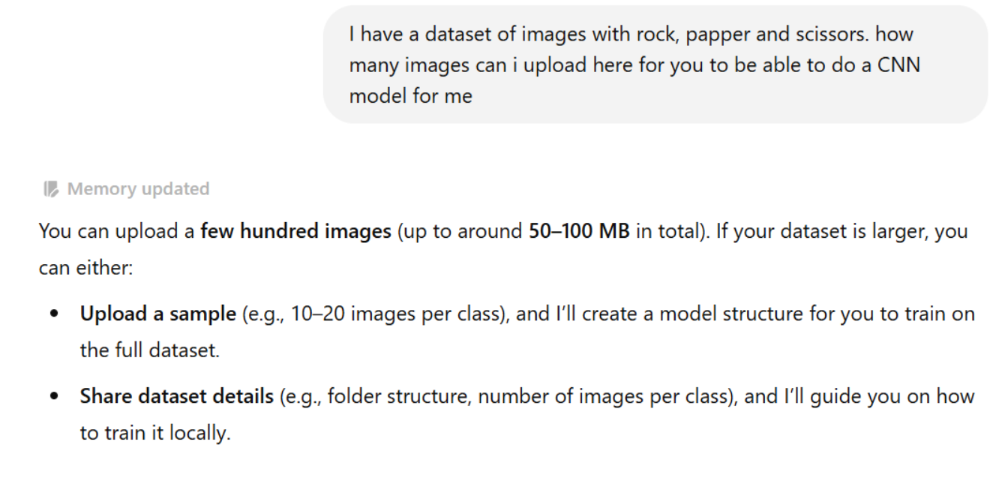 I have a dataset of images with rock, papper and scissors. how
many images can i upload here for you to be able to do a CNN
model for me
Memory updated
You can upload a few hundred images (up to around 50–100 MB in total). If your dataset is larger, you
can either:
• Upload a sample (e.g., 10–20 images per class), and I’ll create a model structure for you to train on
the full dataset.
• Share dataset details (e.g., folder structure, number of images per class), and I’ll guide you on how
to train it locally.